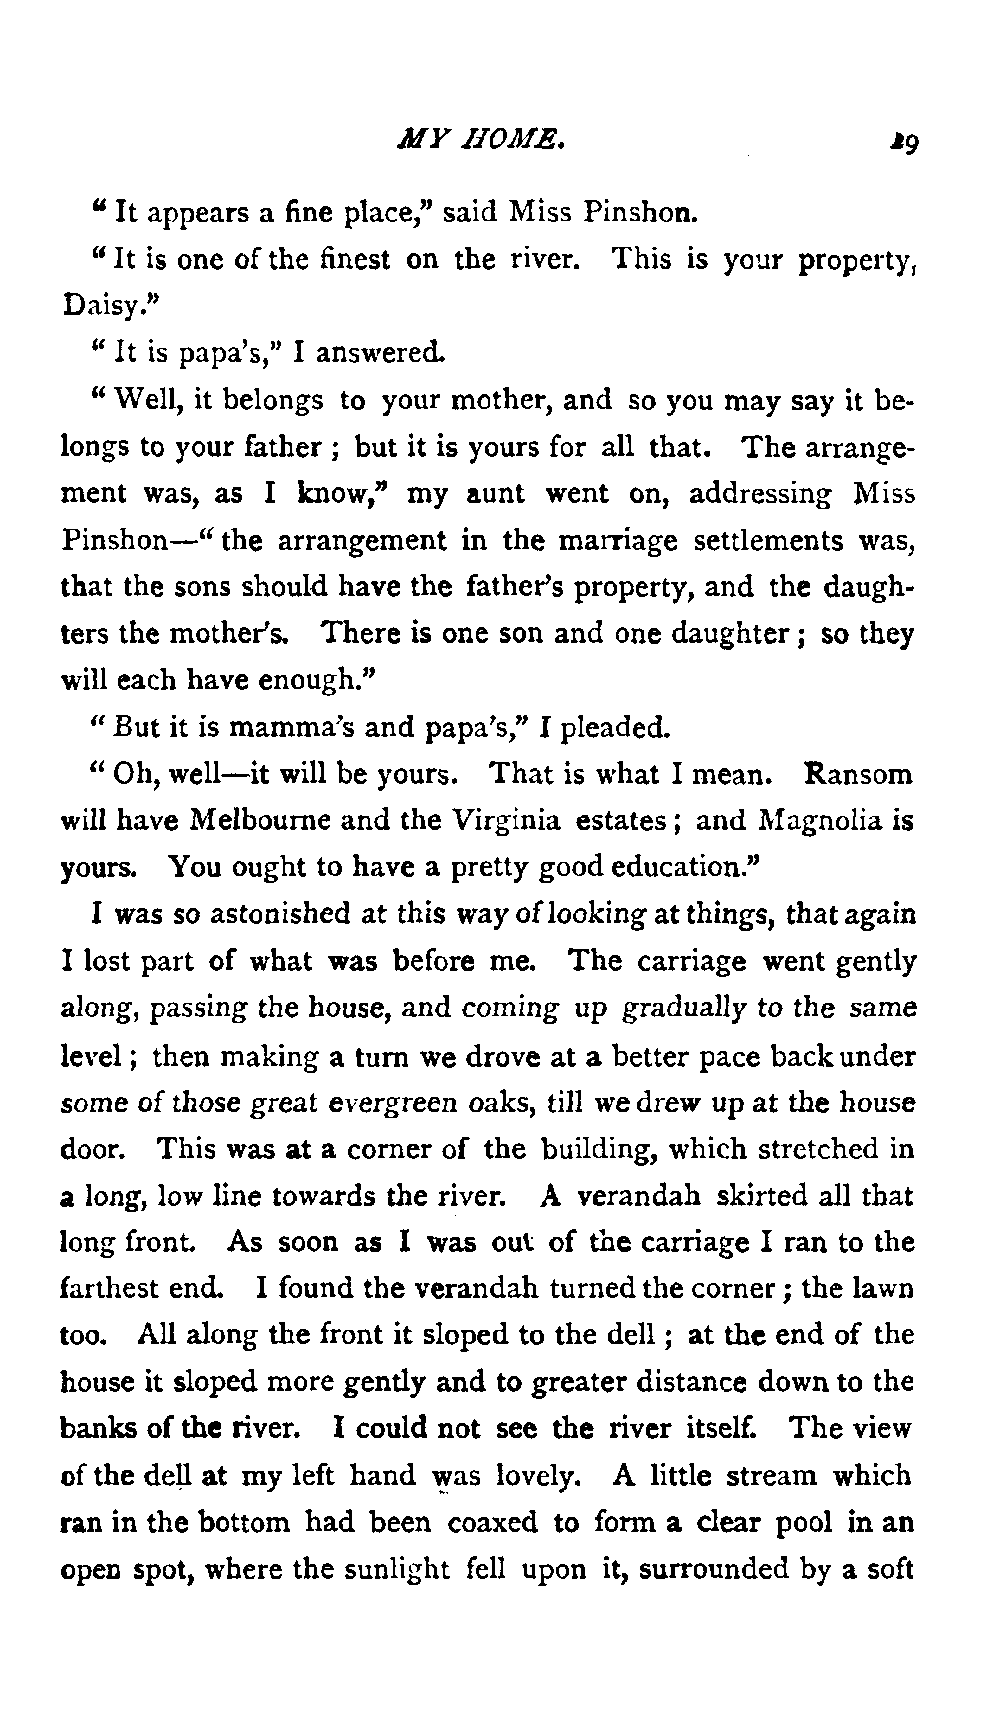 MY HOME. 19
“ It appears a fine place,” said Miss Pinshon.
“ It is one of the finest on the river. This is your property,
Daisy.”
“ It is papa's,” I answered.
“ Well, it belongs to your mother, and so you may say it be-
longs to your father ; but it is yours for all that. The arrange-
ment was, as I know,” my aunt went on, addressing Miss
Pinshon—“ the arrangement in the marriage settlements was,
that the sons should have the father's property, and the daugh-
ters the mother's. There is one son and one daughter ; so they
will each have enough.”
“ But it is mamma's and papa's,” I pleaded.
“ Oh, well—it will be yours. That is what I mean. Ransom
will have Melbourne and the Virginia estates ; and Magnolia is
yours. You ought to have a pretty good education.”
I was so astonished at this way of looking at things, that again
I lost part of what was before me. The carriage went gently
along, passing the house, and coming up gradually to the same
level ; then making a turn we drove at a better pace back under
some of those great evergreen oaks, till we drew up at the house
door. This was at a corner of the building, which stretched in
a long, low line towards the river. A verandah skirted all that
long front. As soon as I was out of the carriage I ran to the
farthest end. I found the verandah turned the corner ; the lawn
too. All along the front it sloped to the dell ; at the end of the
house it sloped more gently and to greater distance down to the
banks of the river. I could not see the river itself. The view
of the dell at my left hand was lovely. A little stream which
ran in the bottom had been coaxed to form a clear pool in an
open spot, where the sunlight fell upon it, surrounded by a soft